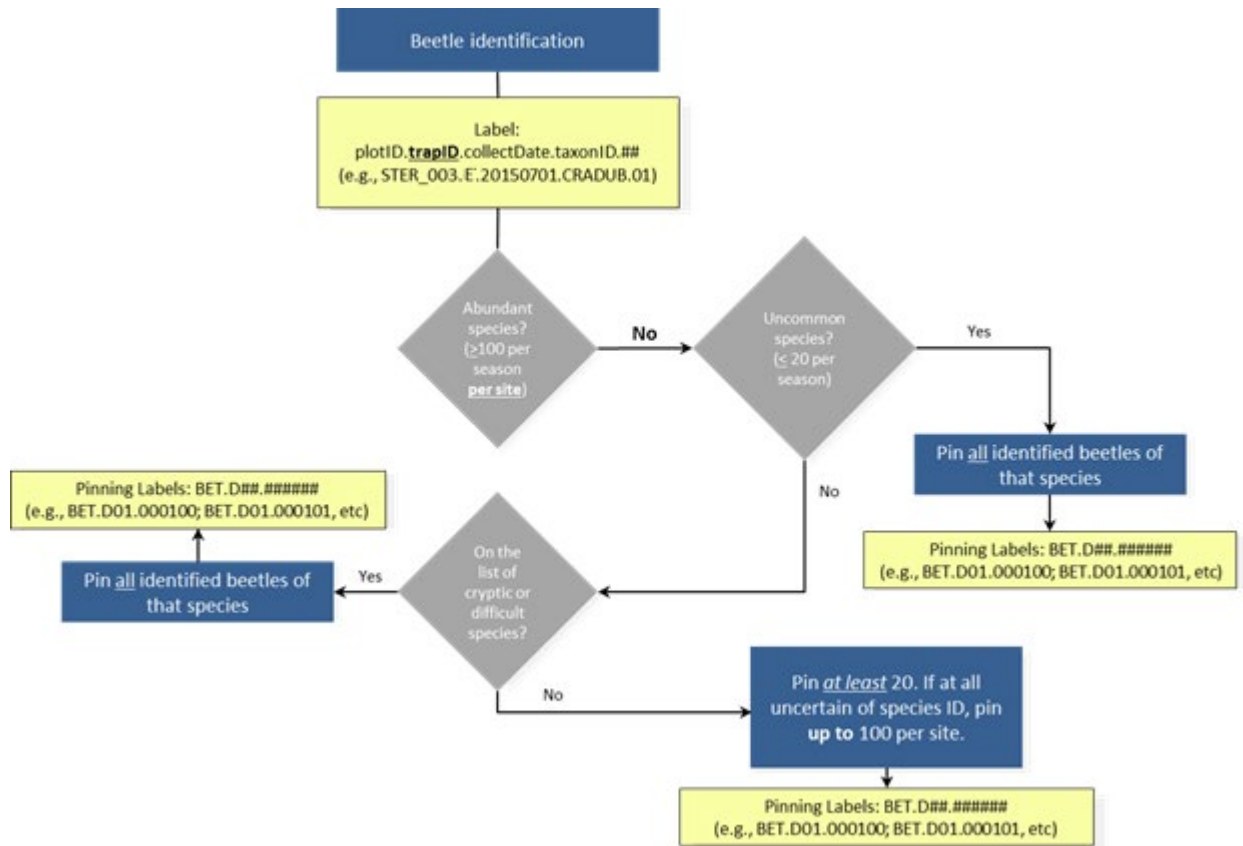 Beetle identification
Label:
plotID.trapID.collectDate.taxonID.##
(e.g., STER_003.E.20150701.CRADUB.01)
Abundant
species?
(≥100 per
season
per site)
No
Uncommon
species?
(≤ 20 per
season)
Yes
Pin all identified beetles of
that species
Pinning Labels: BET.D##.######
(e.g., BET.D01.000100; BET.D01.000101, etc)
No
On the
list of
cryptic or
difficult
species?
Yes
Pin all identified beetles of
that species
Pinning Labels: BET.D##.######
(e.g., BET.D01.000100; BET.D01.000101, etc)
No
Pin at least 20. If at all
uncertain of species ID, pin
up to 100 per site.
Pinning Labels: BET.D##.######
(e.g., BET.D01.000100; BET.D01.000101, etc)